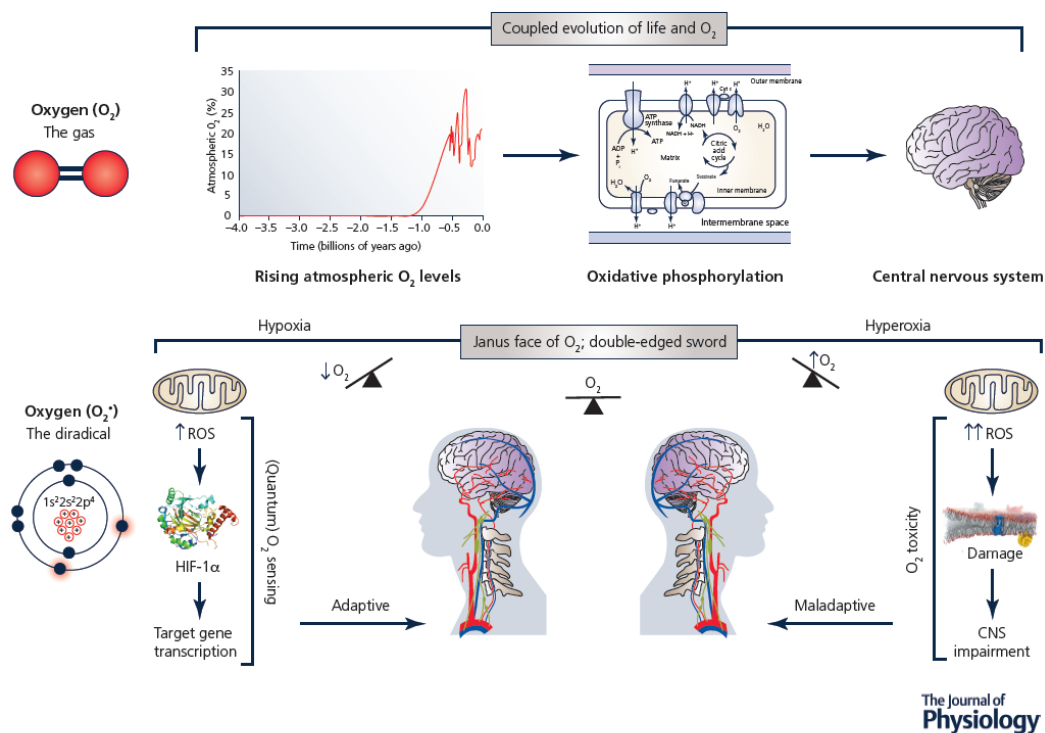 Coupled evolution of life and O₂
Oxygen (O₂)
The gas
Atmospheric O₂ (%)
35
30
25
20
15
10
5
0
−4.0 −3.5 −3.0 −2.5 −2.0 −1.5 −1.0 −0.5 0.0
Time (billions of years ago)
Rising atmospheric O₂ levels
H⁺ H⁺ H⁺ H⁺
Outer membrane
Cyt c
ATP
synthase
NADH
NADH + H⁺
O₂
H₂O
ADP
+
P
ATP
H⁺
Matrix
Citric
acid
cycle
H₂O
O₂
Fumarate
Succinate
Inner membrane
Intermembrane space
H⁺ H⁺
Oxidative phosphorylation
Central nervous system
Hypoxia
Janus face of O₂; double-edged sword
Hyperoxia
↓O₂
O₂
↑O₂
Oxygen (O₂•)
The diradical
1s²2s²2p⁴
↑ROS
HIF-1α
Target gene
transcription
(Quantum) O₂ sensing
Adaptive
Maladaptive
O₂ toxicity
↑↑ROS
Damage
CNS
impairment
The Journal of
Physiology